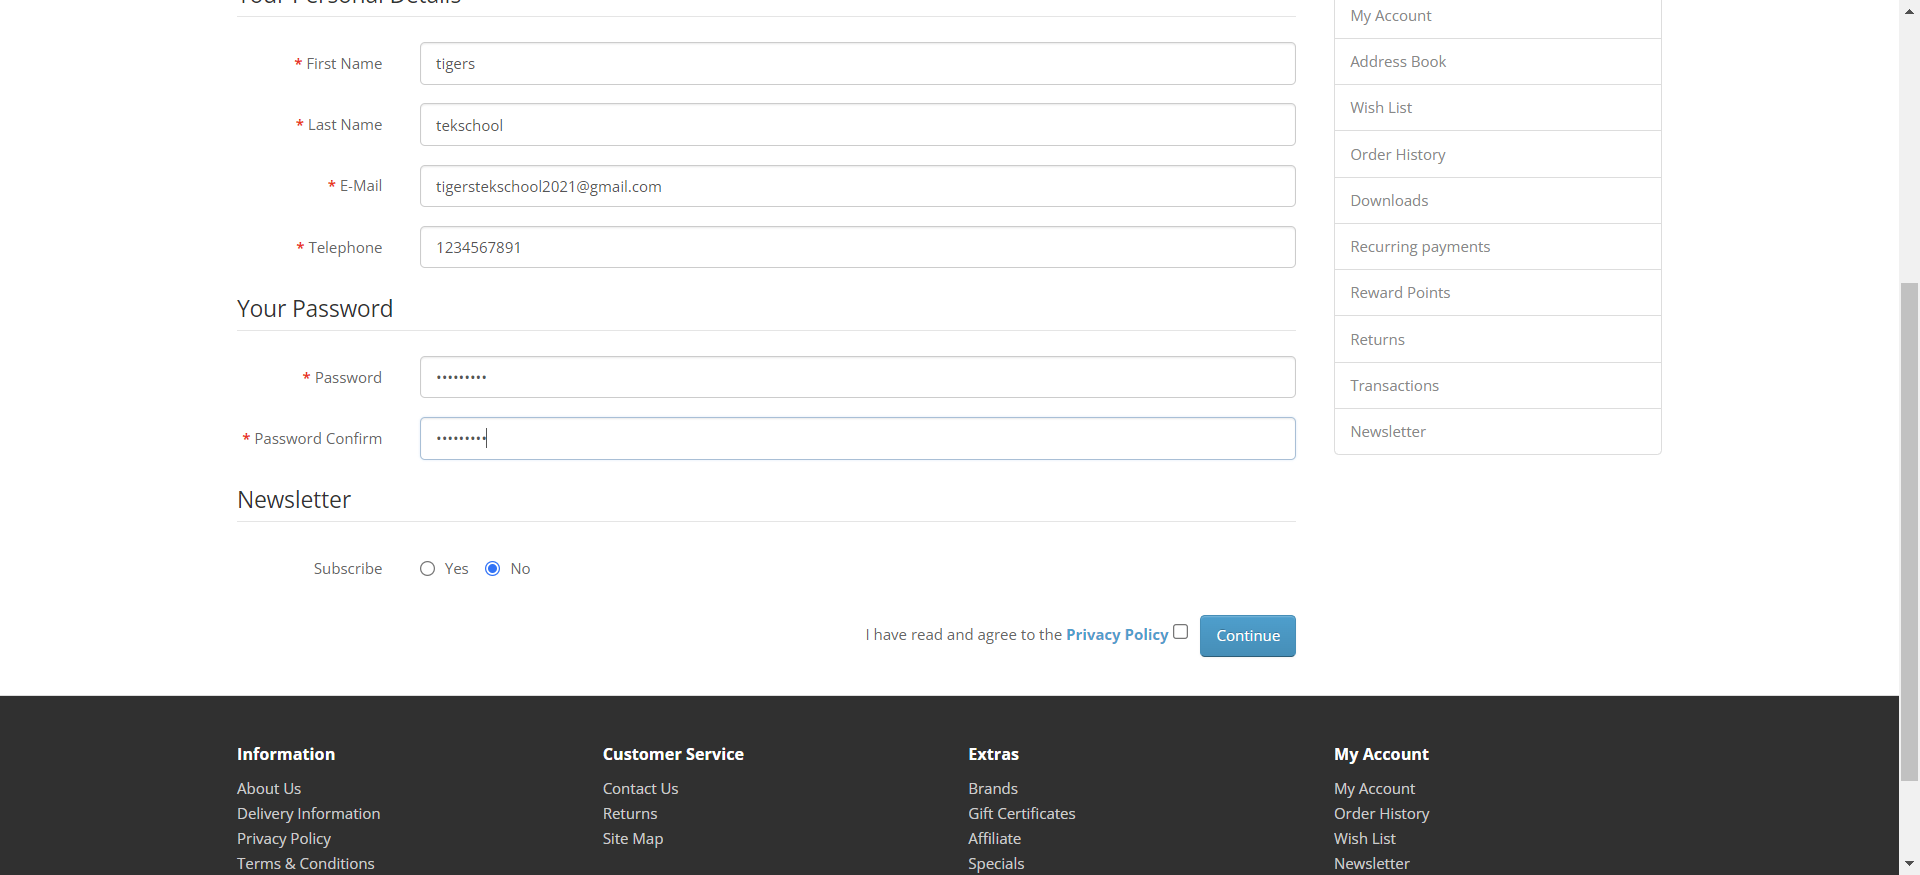 Your Personal Details
* First Name tigers
* Last Name tekschool
* E-Mail tigerstekschool2021@gmail.com
* Telephone 1234567891
Your Password
* Password •••••••••
* Password Confirm •••••••••
Newsletter
Subscribe Yes No
I have read and agree to the Privacy Policy Continue
My Account
Address Book
Wish List
Order History
Downloads
Recurring payments
Reward Points
Returns
Transactions
Newsletter
Information
About Us
Delivery Information
Privacy Policy
Terms & Conditions
Customer Service
Contact Us
Returns
Site Map
Extras
Brands
Gift Certificates
Affiliate
Specials
My Account
My Account
Order History
Wish List
Newsletter